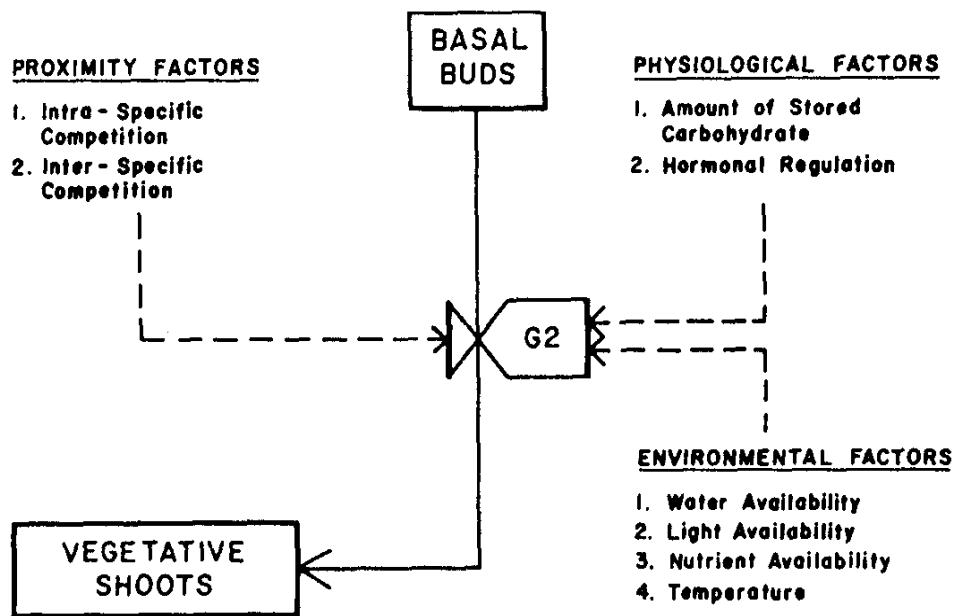 BASAL
BUDS
PROXIMITY FACTORS
1. Intra-Specific
Competition
2. Inter-Specific
Competition
PHYSIOLOGICAL FACTORS
1. Amount of Stored
Carbohydrate
2. Hormonal Regulation
G2
ENVIRONMENTAL FACTORS
1. Water Availability
2. Light Availability
3. Nutrient Availability
4. Temperature
VEGETATIVE
SHOOTS